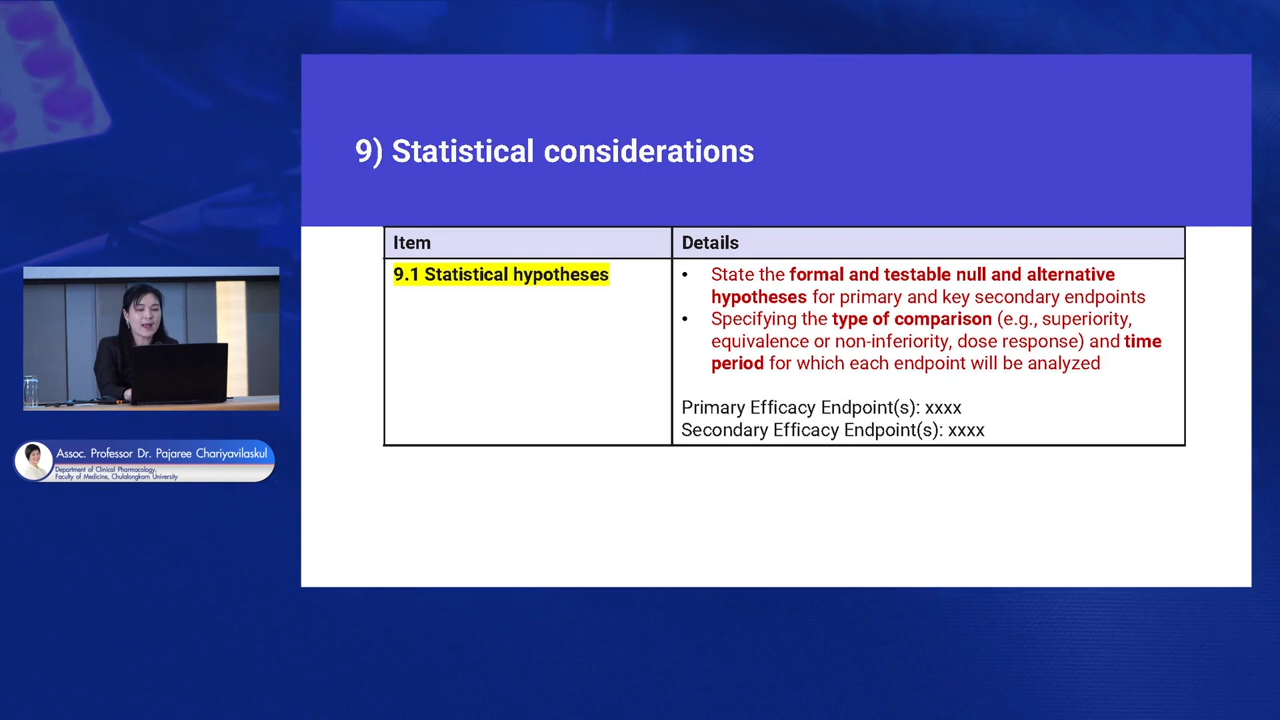 9) Statistical considerations
Item
Details
9.1 Statistical hypotheses
• State the formal and testable null and alternative
hypotheses for primary and key secondary endpoints
• Specifying the type of comparison (e.g., superiority,
equivalence or non-inferiority, dose response) and time
period for which each endpoint will be analyzed
Primary Efficacy Endpoint(s): xxxx
Secondary Efficacy Endpoint(s): xxxx
Assoc. Professor Dr. Pajaree Chariyavilaskul
Department of Clinical Pharmacology,
Faculty of Medicine, Chulalongkorn University